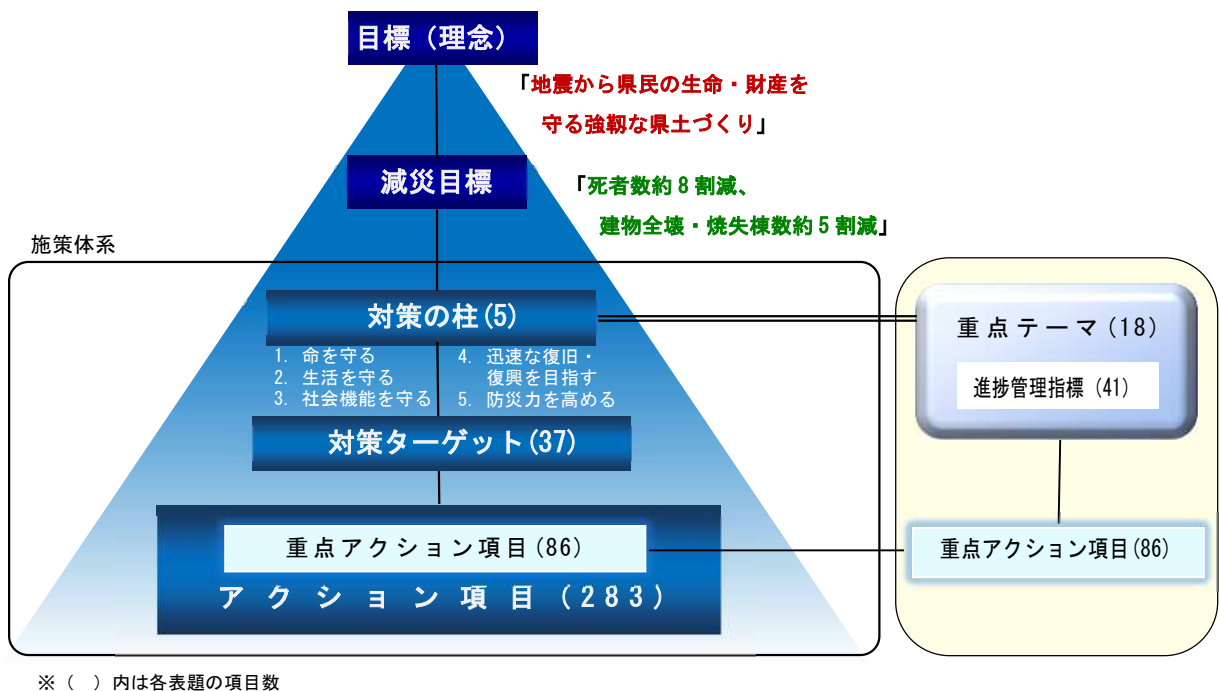 目標（理念）
「地震から県民の生命・財産を
守る強靱な県土づくり」
減災目標
「死者数約８割減、
建物全壊・焼失棟数約５割減」
施策体系
対策の柱(5)
1. 命を守る
2. 生活を守る
3. 社会機能を守る
4. 迅速な復旧・
復興を目指す
5. 防災力を高める
対策ターゲット(37)
重点アクション項目(86)
アクション項目(283)
重点テーマ(18)
進捗管理指標（41）
重点アクション項目(86)
※（　）内は各表題の項目数